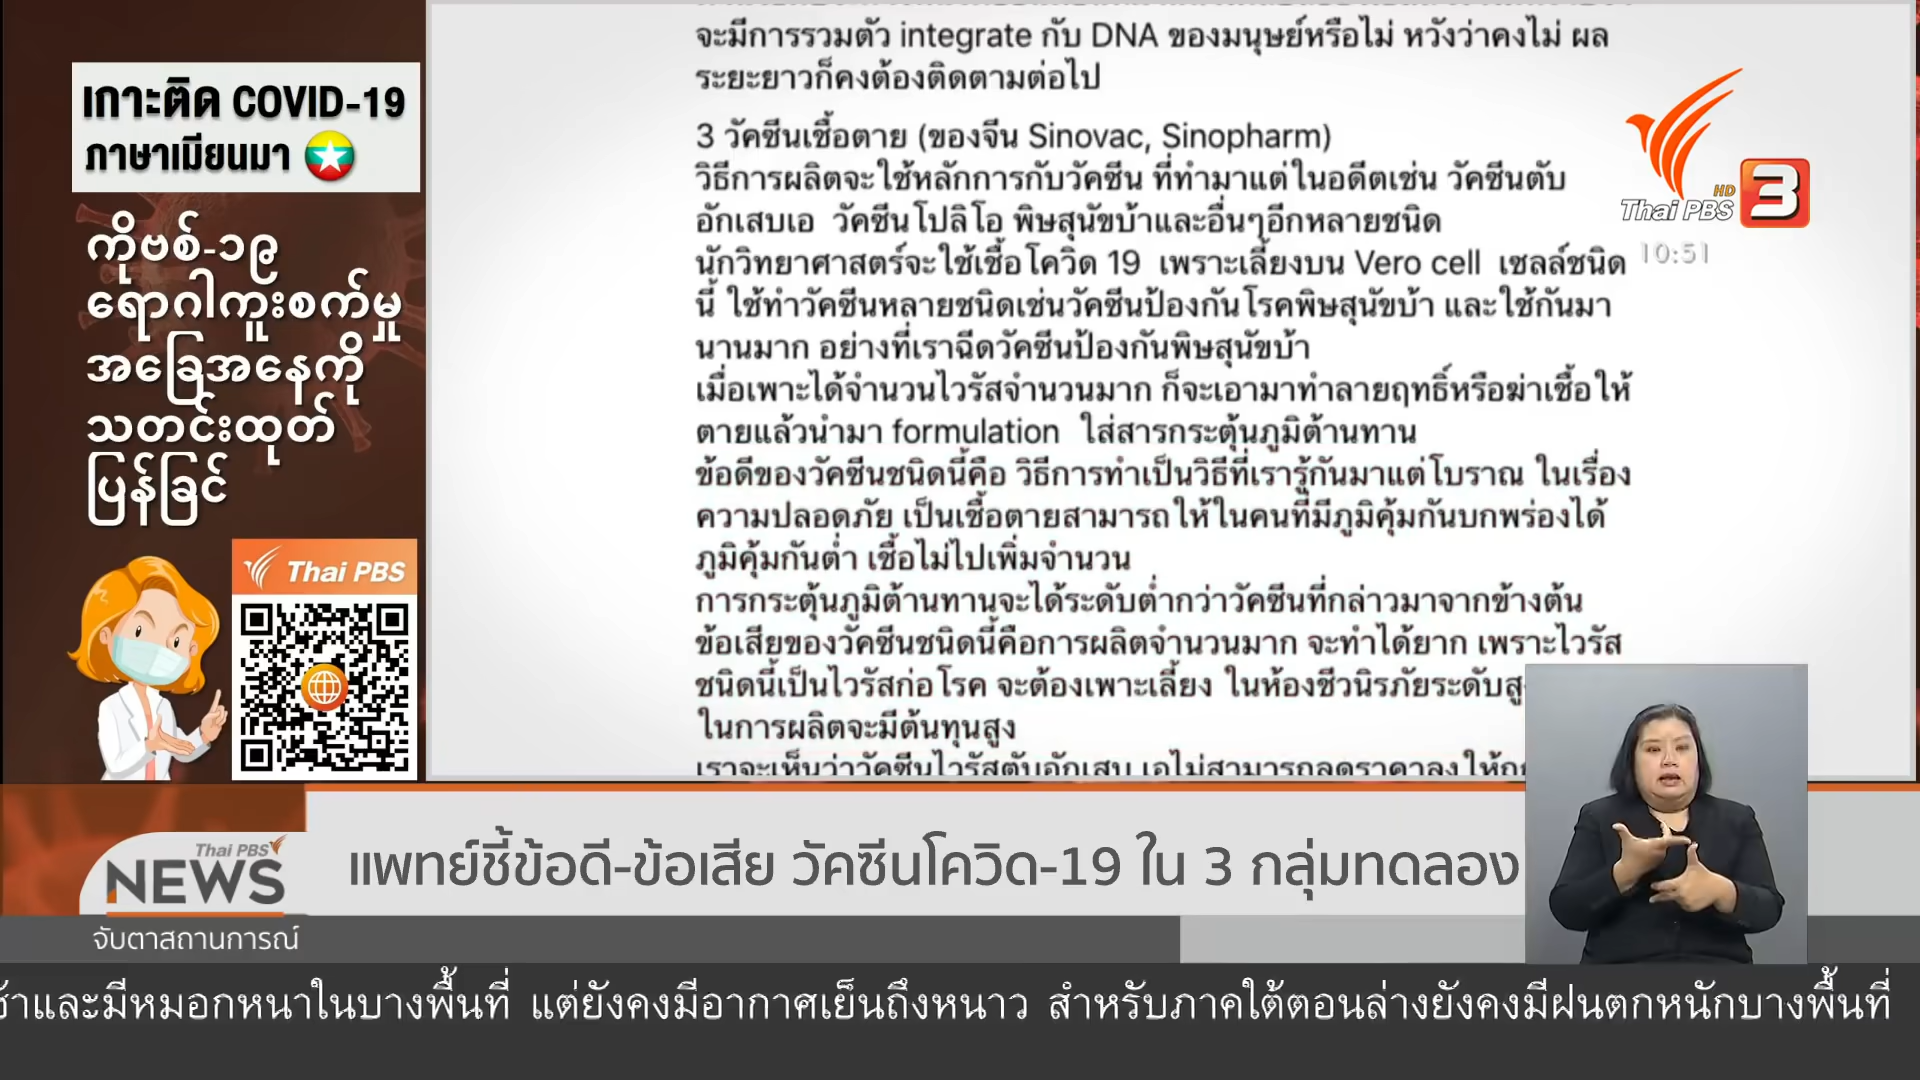 เกาะติด COVID-19
ภาษาเมียนมา
ကိုဗစ်-၁၉
ရောဂါကူးစက်မှု
အခြေအနေကို
သတင်းထုတ်
ပြန်ခြင်
Thai PBS
จะมีการรวมตัว integrate กับ DNA ของมนุษย์หรือไม่ หวังว่าคงไม่ ผล
ระยะยาวก็คงต้องติดตามต่อไป
3 วัคซีนเชื้อตาย (ของจีน Sinovac, Sinopharm)
วิธีการผลิตจะใช้หลักการกับวัคซีน ที่ทำมาแต่ในอดีตเช่น วัคซีนตับ
อักเสบเอ วัคซีนโปลิโอ พิษสุนัขบ้าและอื่นๆอีกหลายชนิด
นักวิทยาศาสตร์จะใช้เชื้อโควิด 19 เพราะเลี้ยงบน Vero cell เซลล์ชนิด
นี้ ใช้ทำวัคซีนหลายชนิดเช่นวัคซีนป้องกันโรคพิษสุนัขบ้า และใช้กันมา
นานมาก อย่างที่เราฉีดวัคซีนป้องกันพิษสุนัขบ้า
เมื่อเพาะได้จำนวนไวรัสจำนวนมาก ก็จะเอามาทำลายฤทธิ์หรือฆ่าเชื้อให้
ตายแล้วนำมา formulation ใส่สารกระตุ้นภูมิต้านทาน
ข้อดีของวัคซีนชนิดนี้คือ วิธีการทำเป็นวิธีที่เรารู้กันมาแต่โบราณ ในเรื่อง
ความปลอดภัย เป็นเชื้อตายสามารถให้ในคนที่มีภูมิคุ้มกันบกพร่องได้
ภูมิคุ้มกันต่ำ เชื้อไม่ไปเพิ่มจำนวน
การกระตุ้นภูมิต้านทานจะได้ระดับต่ำกว่าวัคซีนที่กล่าวมาจากข้างต้น
ข้อเสียของวัคซีนชนิดนี้คือการผลิตจำนวนมาก จะทำได้ยาก เพราะไวรัส
ชนิดนี้เป็นไวรัสก่อโรค จะต้องเพาะเลี้ยง ในห้องชีวนิรภัยระดับ
ในการผลิตจะมีต้นทุนสูง
เราจะเห็นว่าวัคซีนไวรัสตับอักเสบ เอไม่สามารถลดราคาลง
Thai PBS HD 3
10:51
Thai PBS
NEWS
จับตาสถานการณ์
แพทย์ชี้ข้อดี-ข้อเสีย วัคซีนโควิด-19 ใน 3 กลุ่มทดลอง
และมีหมอกหนาในบางพื้นที่ แต่ยังคงมีอากาศเย็นถึงหนาว สำหรับภาคใต้ตอนล่างยังคงมีฝนตกหนักบางพื้นที่